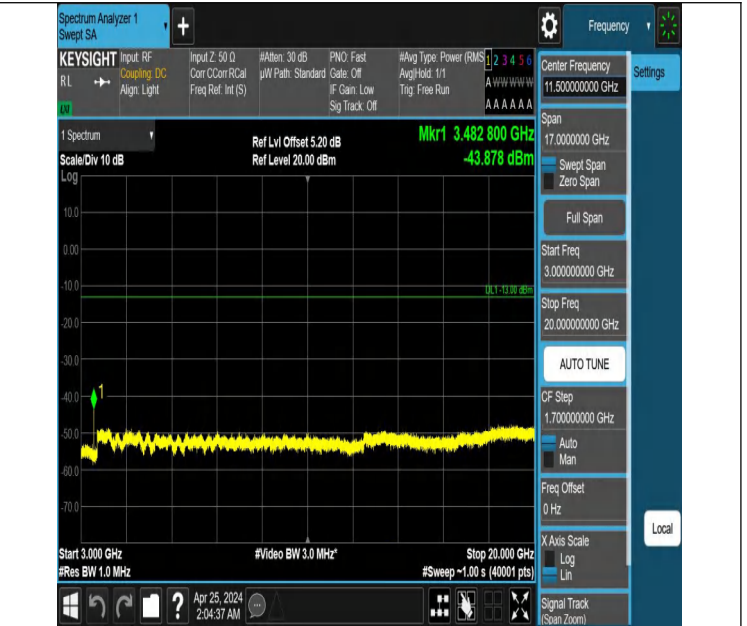 Spectrum Analyzer 1
Swept SA
+
Frequency
KEYSIGHT
RL
LNI
Input: RF
Coupling: DC
Align: Light
Input Z: 50 Ω
Corr CCorr RCal
Freq Ref: Int (S)
#Atten: 30 dB
µW Path: Standard
PNO: Fast
Gate: Off
IF Gain: Low
Sig Track: Off
#Avg Type: Power (RMS
Avg|Hold: 1/1
Trig: Free Run
1 2 3 4 5 6
A W W W W W
A A A A A A
1 Spectrum
Scale/Div 10 dB
Log
Ref Lvl Offset 5.20 dB
Ref Level 20.00 dBm
Mkr1 3.482 800 GHz
-43.878 dBm
10.0
0.00
-10.0
DL1 -13.00 dBm
-20.0
-30.0
-40.0
1
-50.0
-60.0
-70.0
Start 3.000 GHz
#Res BW 1.0 MHz
#Video BW 3.0 MHz*
Stop 20.000 GHz
#Sweep ~1.00 s (40001 pts)
?
Apr 25, 2024
2:04:37 AM
Center Frequency
11.500000000 GHz
Settings
Span
17.0000000 GHz
Swept Span
Zero Span
Full Span
Start Freq
3.000000000 GHz
Stop Freq
20.000000000 GHz
AUTO TUNE
CF Step
1.700000000 GHz
Auto
Man
Freq Offset
0 Hz
X Axis Scale
Log
Lin
Local
Signal Track
(Span Zoom)